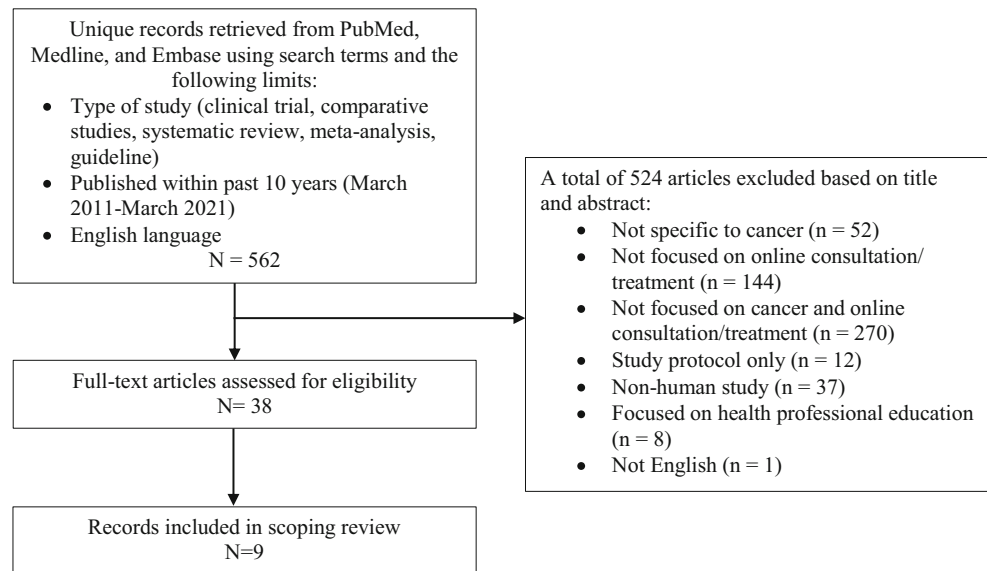 Unique records retrieved from PubMed,
Medline, and Embase using search terms and the
following limits:
• Type of study (clinical trial, comparative
studies, systematic review, meta-analysis,
guideline)
• Published within past 10 years (March
2011-March 2021)
• English language
N = 562
A total of 524 articles excluded based on title
and abstract:
• Not specific to cancer (n = 52)
• Not focused on online consultation/
treatment (n = 144)
• Not focused on cancer and online
consultation/treatment (n = 270)
• Study protocol only (n = 12)
• Non-human study (n = 37)
• Focused on health professional education
(n = 8)
• Not English (n = 1)
Full-text articles assessed for eligibility
N= 38
Records included in scoping review
N=9